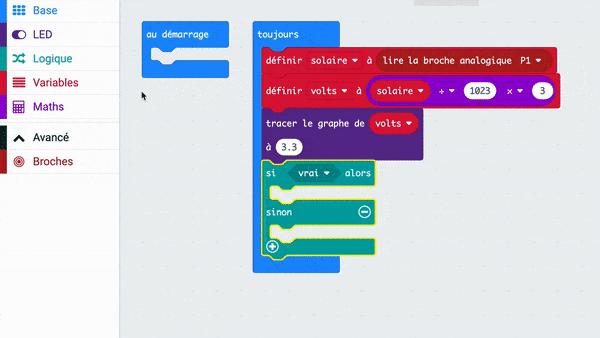 Base
LED
Logique
Variables
Maths
Avancé
Broches
au démarrage
toujours
définir solaire à lire la broche analogique P1
définir volts à solaire ÷ 1023 × 3
tracer le graphe de volts
à 3.3
si vrai alors
sinon